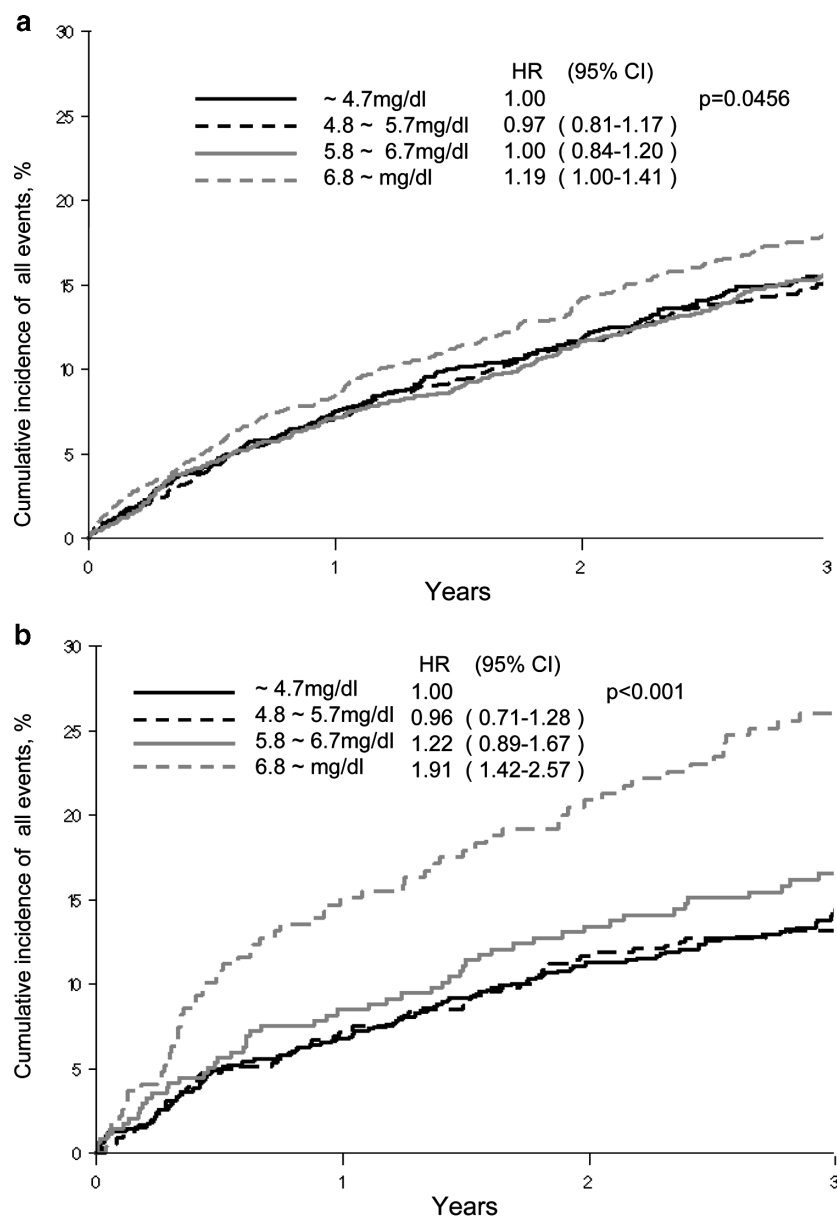 a
30
HR (95% CI)
~ 4.7mg/dl 1.00 p=0.0456
4.8 ~ 5.7mg/dl 0.97 ( 0.81-1.17 )
5.8 ~ 6.7mg/dl 1.00 ( 0.84-1.20 )
6.8 ~ mg/dl 1.19 ( 1.00-1.41 )
25
20
15
10
5
0
Cumulative incidence of all events, %
0 1 2 3
Years
b
30
HR (95% CI)
~ 4.7mg/dl 1.00 p<0.001
4.8 ~ 5.7mg/dl 0.96 ( 0.71-1.28 )
5.8 ~ 6.7mg/dl 1.22 ( 0.89-1.67 )
6.8 ~ mg/dl 1.91 ( 1.42-2.57 )
25
20
15
10
5
0
Cumulative incidence of all events, %
0 1 2 3
Years